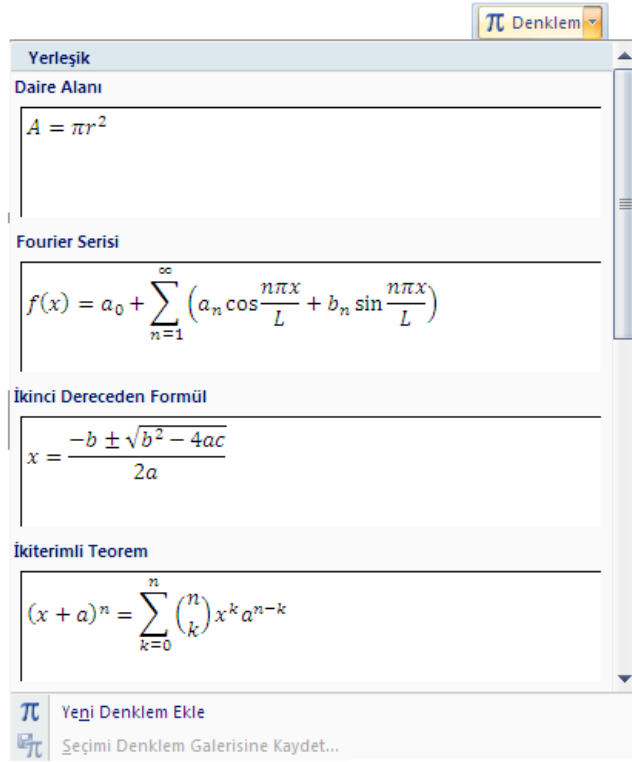 π Denklem
Yerleşik
Daire Alanı
A = πr²
Fourier Serisi
f(x) = a₀ + ∑_{n=1}^{∞} (aₙ cos nπx/L + bₙ sin nπx/L)
İkinci Dereceden Formül
x = (-b ± √(b² − 4ac))/2a
İkiterimli Teorem
(x + a)ⁿ = ∑_{k=0}^{n} (n k) xᵏ aⁿ⁻ᵏ
π Yeni Denklem Ekle
π Seçimi Denklem Galerisine Kaydet...